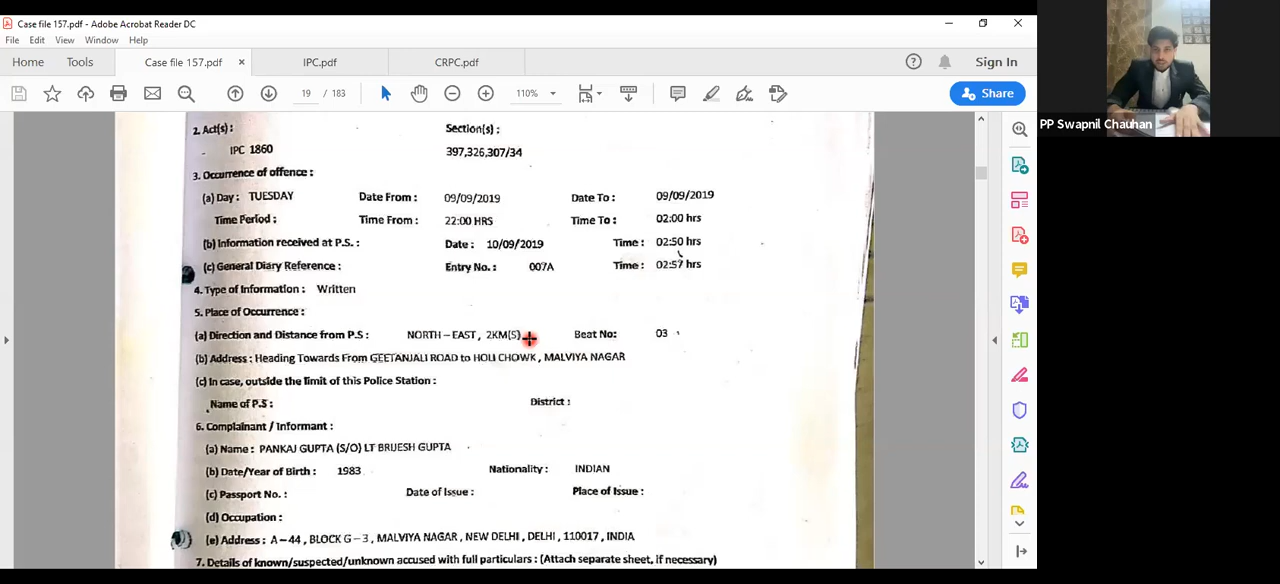 Case file 157.pdf - Adobe Acrobat Reader DC
File Edit View Window Help
Home Tools Case file 157.pdf × IPC.pdf CRPC.pdf Sign In
19 / 183 110% Share
PP Swapnil Chauhan
2. Act(s) : Section(s) :
IPC 1860 397,326,307/34
3. Occurrence of offence :
(a) Day : TUESDAY Date From : 09/09/2019 Date To : 09/09/2019
Time Period : Time From : 22:00 HRS Time To : 02:00 hrs
(b) Information received at P.S. : Date : 10/09/2019 Time : 02:50 hrs
(c) General Diary Reference : Entry No. : 007A Time : 02:57 hrs
4. Type of Information : Written
5. Place of Occurrence :
(a) Direction and Distance from P.S : NORTH – EAST , 2KM(S) Beat No: 03
(b) Address : Heading Towards From GEETANJALI ROAD to HOLI CHOWK , MALVIYA NAGAR
(c) In case, outside the limit of this Police Station :
Name of P.S : District :
6. Complainant / Informant :
(a) Name : PANKAJ GUPTA (S/O) LT BRIJESH GUPTA
(b) Date/Year of Birth : 1983 Nationality : INDIAN
(c) Passport No. : Date of Issue : Place of Issue :
(d) Occupation :
(e) Address : A – 44 , BLOCK G – 3 , MALVIYA NAGAR , NEW DELHI , DELHI , 110017 , INDIA
7. Details of known/suspected/unknown accused with full particulars : (Attach separate sheet, if necessary)